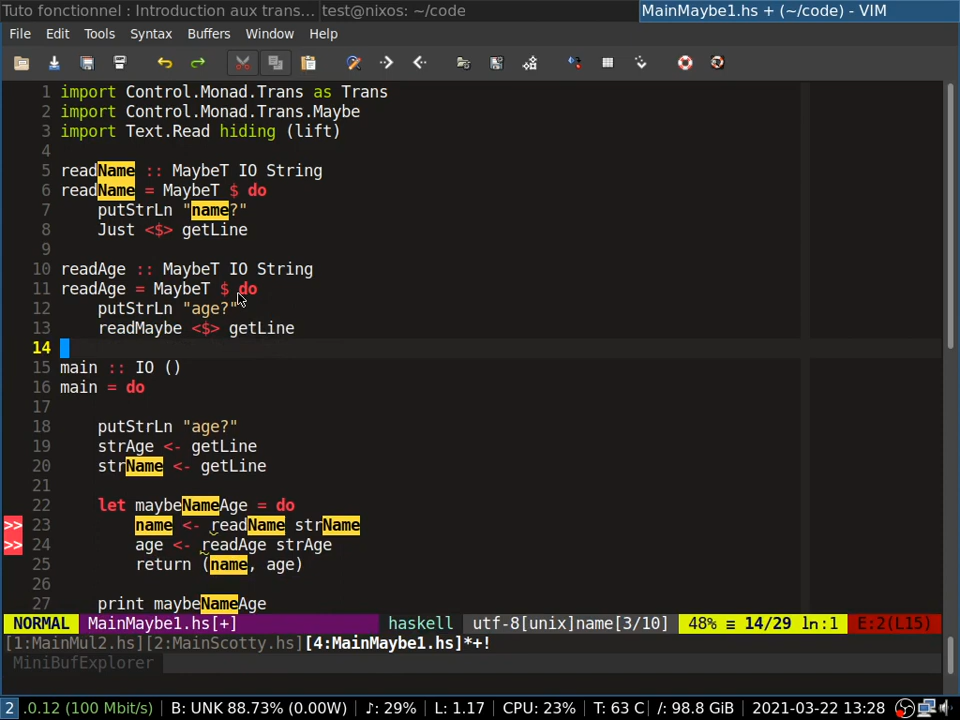 Tuto fonctionnel : Introduction aux trans... test@nixos: ~/code MainMaybe1.hs + (~/code) - VIM
File Edit Tools Syntax Buffers Window Help
1 import Control.Monad.Trans as Trans
2 import Control.Monad.Trans.Maybe
3 import Text.Read hiding (lift)
4
5 readName :: MaybeT IO String
6 readName = MaybeT $ do
7 putStrLn "name?"
8 Just <$> getLine
9
10 readAge :: MaybeT IO String
11 readAge = MaybeT $ do
12 putStrLn "age?"
13 readMaybe <$> getLine
14
15 main :: IO ()
16 main = do
17
18 putStrLn "age?"
19 strAge <- getLine
20 strName <- getLine
21
22 let maybeNameAge = do
>> 23 name <- readName strName
>> 24 age <- readAge strAge
25 return (name, age)
26
27 print maybeNameAge
NORMAL MainMaybe1.hs[+] haskell utf-8[unix]name[3/10] 48% ≡ 14/29 ln:1 E:2(L15)
[1:MainMul2.hs][2:MainScotty.hs][4:MainMaybe1.hs]*+!
MiniBufExplorer
2 .0.12 (100 Mbit/s) B: UNK 88.73% (0.00W) ♪: 29% L: 1.17 CPU: 23% T: 63 C /: 98.8 GiB 2021-03-22 13:28